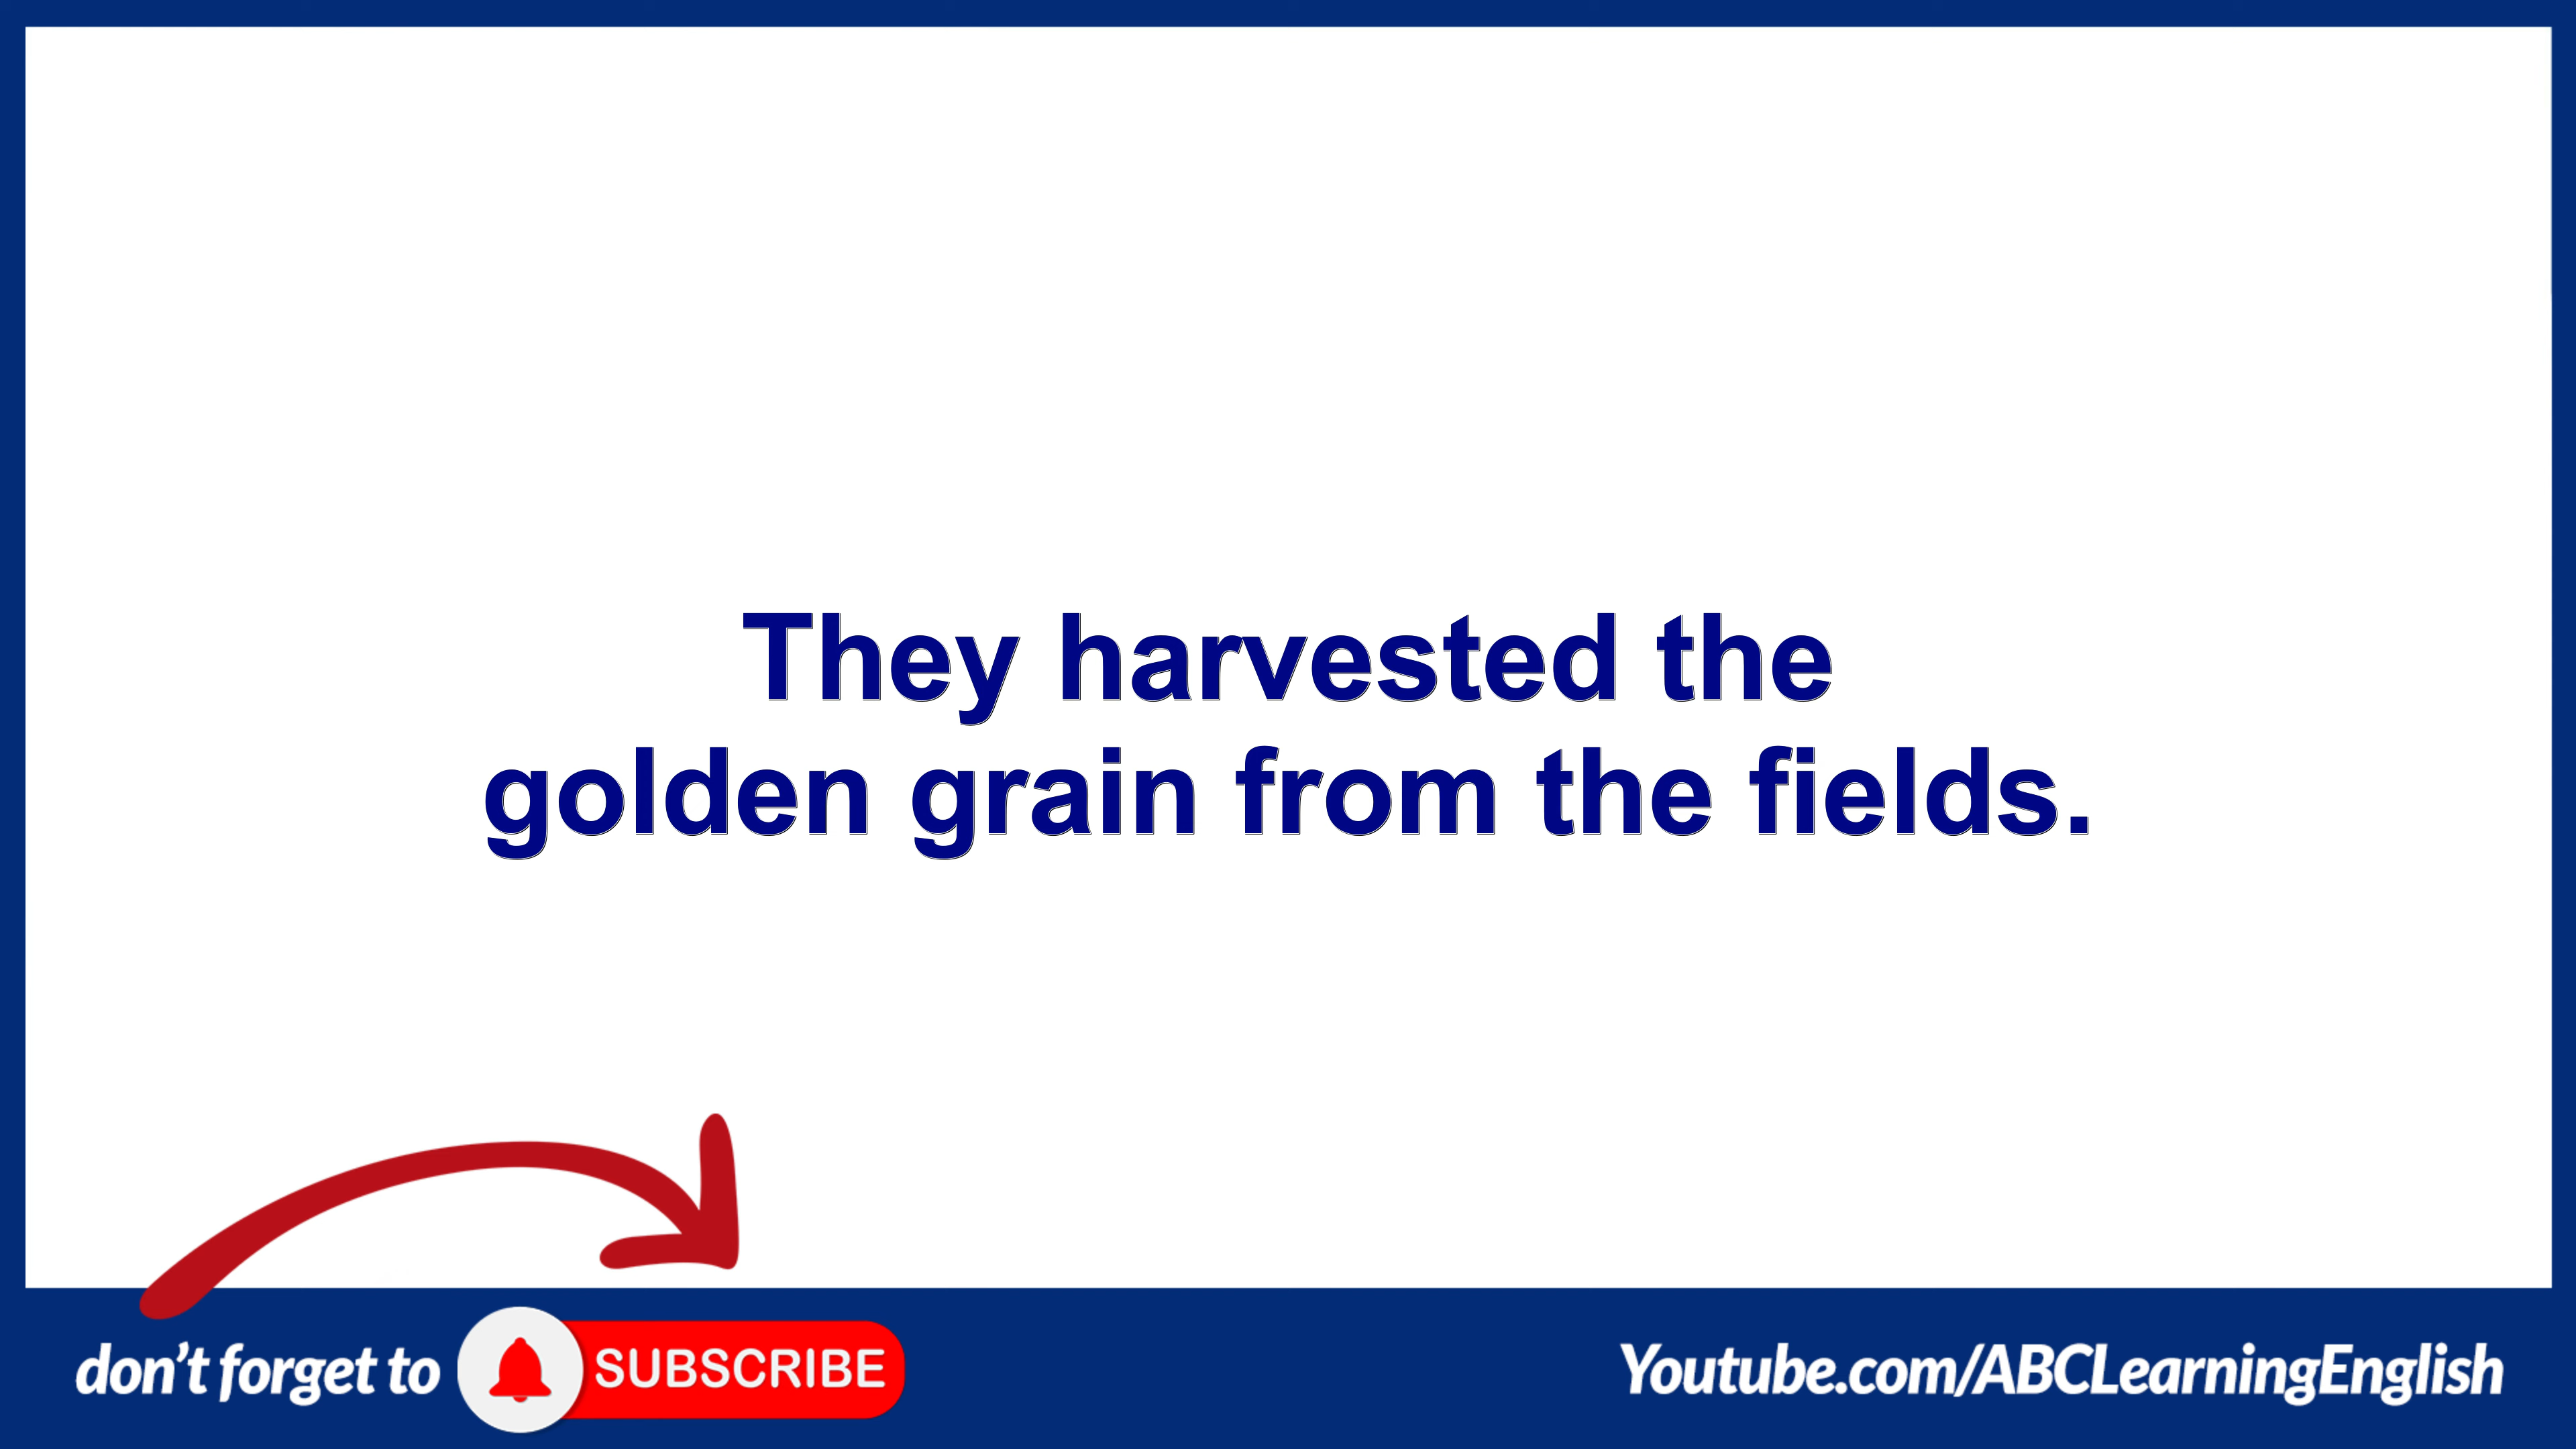 They harvested the
golden grain from the fields.
don't forget to SUBSCRIBE
Youtube.com/ABCLearningEnglish